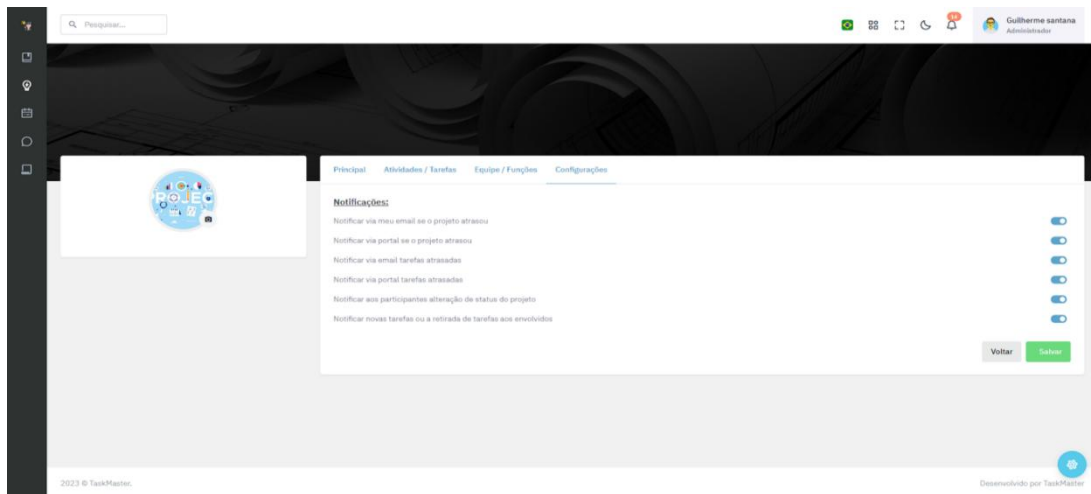 Pesquisar...
54
Guilherme santana
Administrador
PROJEC
Principal Atividades / Tarefas Equipe / Funções Configurações
Notificações:
Notificar via meu email se o projeto atrasou
Notificar via portal se o projeto atrasou
Notificar via email tarefas atrasadas
Notificar via portal tarefas atrasadas
Notificar aos participantes alteração de status do projeto
Notificar novas tarefas ou a retirada de tarefas aos envolvidos
Voltar Salvar
2023 © TaskMaster. Desenvolvido por TaskMaster